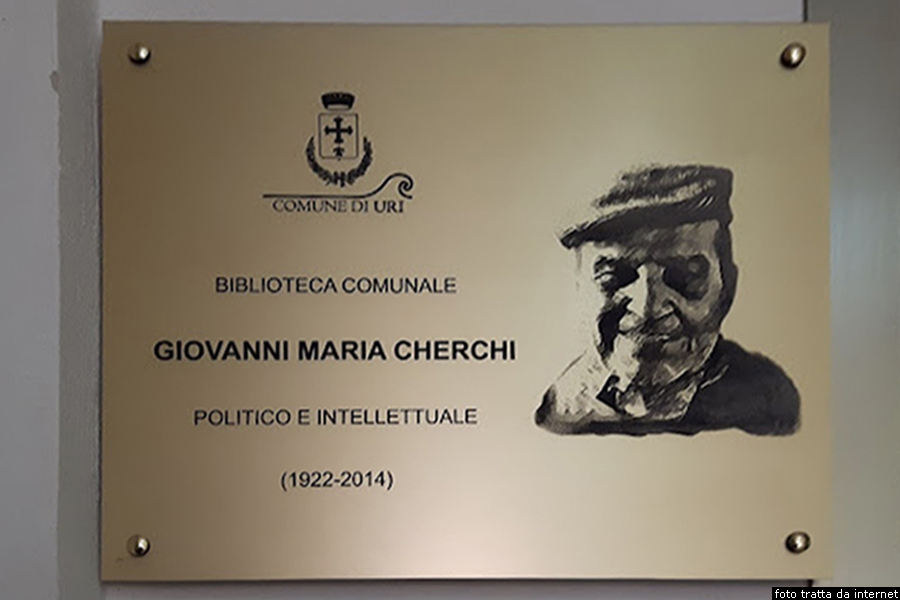 COMUNE DI URI
BIBLIOTECA COMUNALE
GIOVANNI MARIA CHERCHI
POLITICO E INTELLETTUALE
(1922-2014)
foto tratta da internet